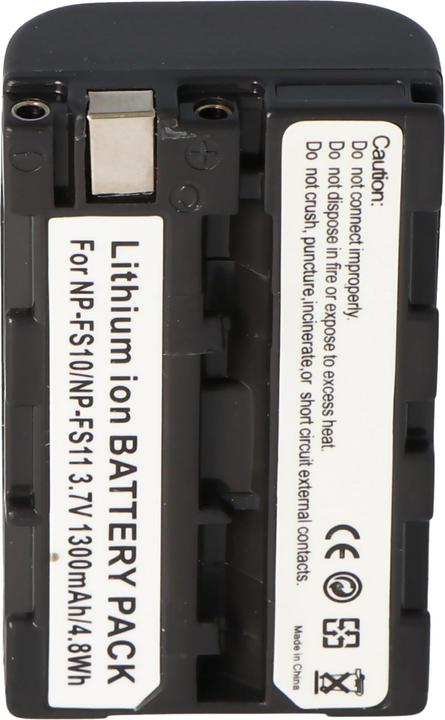 Lithium ion BATTERY PACK
For NP-FS10/NP-FS11 3.7V 1300mAh/4.8Wh
Caution:
Do not connect improperly.
Do not dispose in fire or expose to excess heat.
Do not crush, puncture,incinerate,or short circuit external contacts.
CE
Made in China